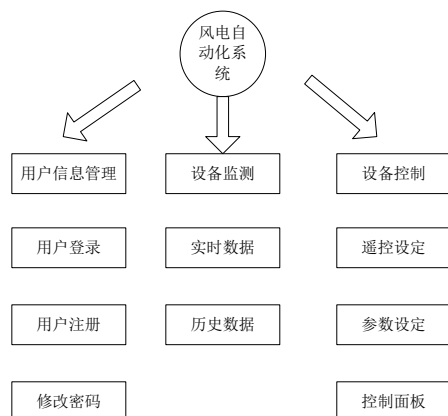 风电自
动化系
统
用户信息管理
设备监测
设备控制
用户登录
实时数据
遥控设定
用户注册
历史数据
参数设定
修改密码
控制面板